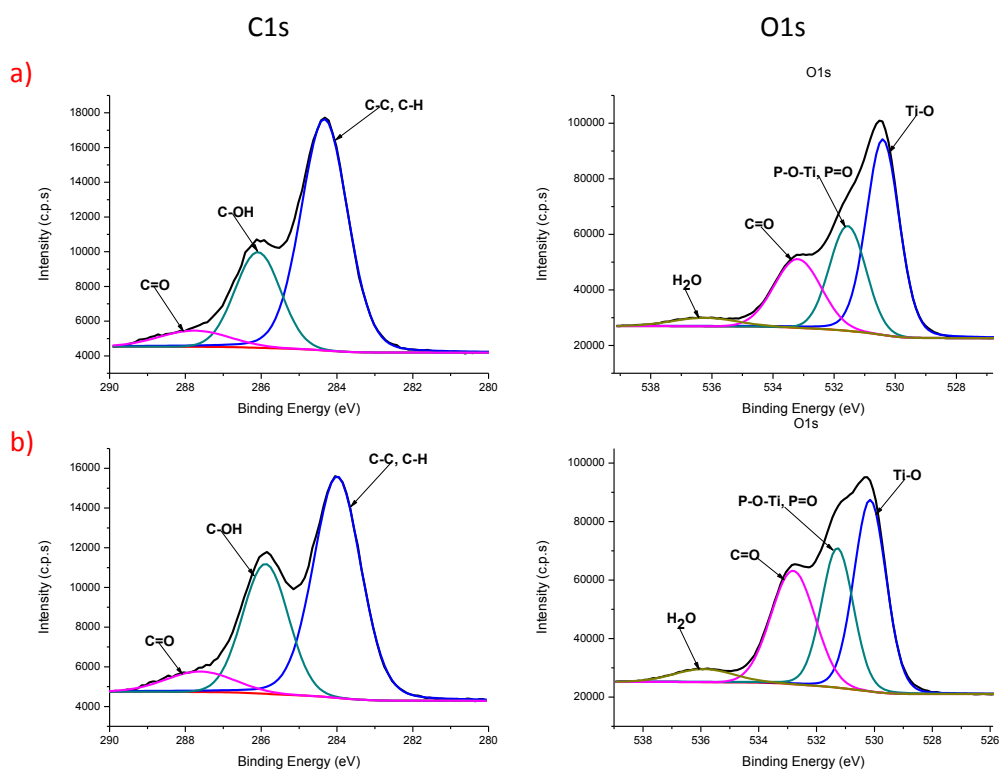 C1s
O1s
a)
O1s
C-C, C-H
C-OH
C=O
Intensity (c.p.s)
18000
16000
14000
12000
10000
8000
6000
4000
290 288 286 284 282 280
Binding Energy (eV)
Ti-O
P-O-Ti, P=O
C=O
H2O
Intensity (c.p.s)
100000
80000
60000
40000
20000
538 536 534 532 530 528
Binding Energy (eV)
b)
O1s
C-C, C-H
C-OH
C=O
Intensity (c.p.s)
16000
14000
12000
10000
8000
6000
4000
290 288 286 284 282 280
Binding Energy (eV)
Ti-O
P-O-Ti, P=O
C=O
H2O
Intensity (c.p.s)
100000
80000
60000
40000
20000
538 536 534 532 530 528 526
Binding Energy (eV)